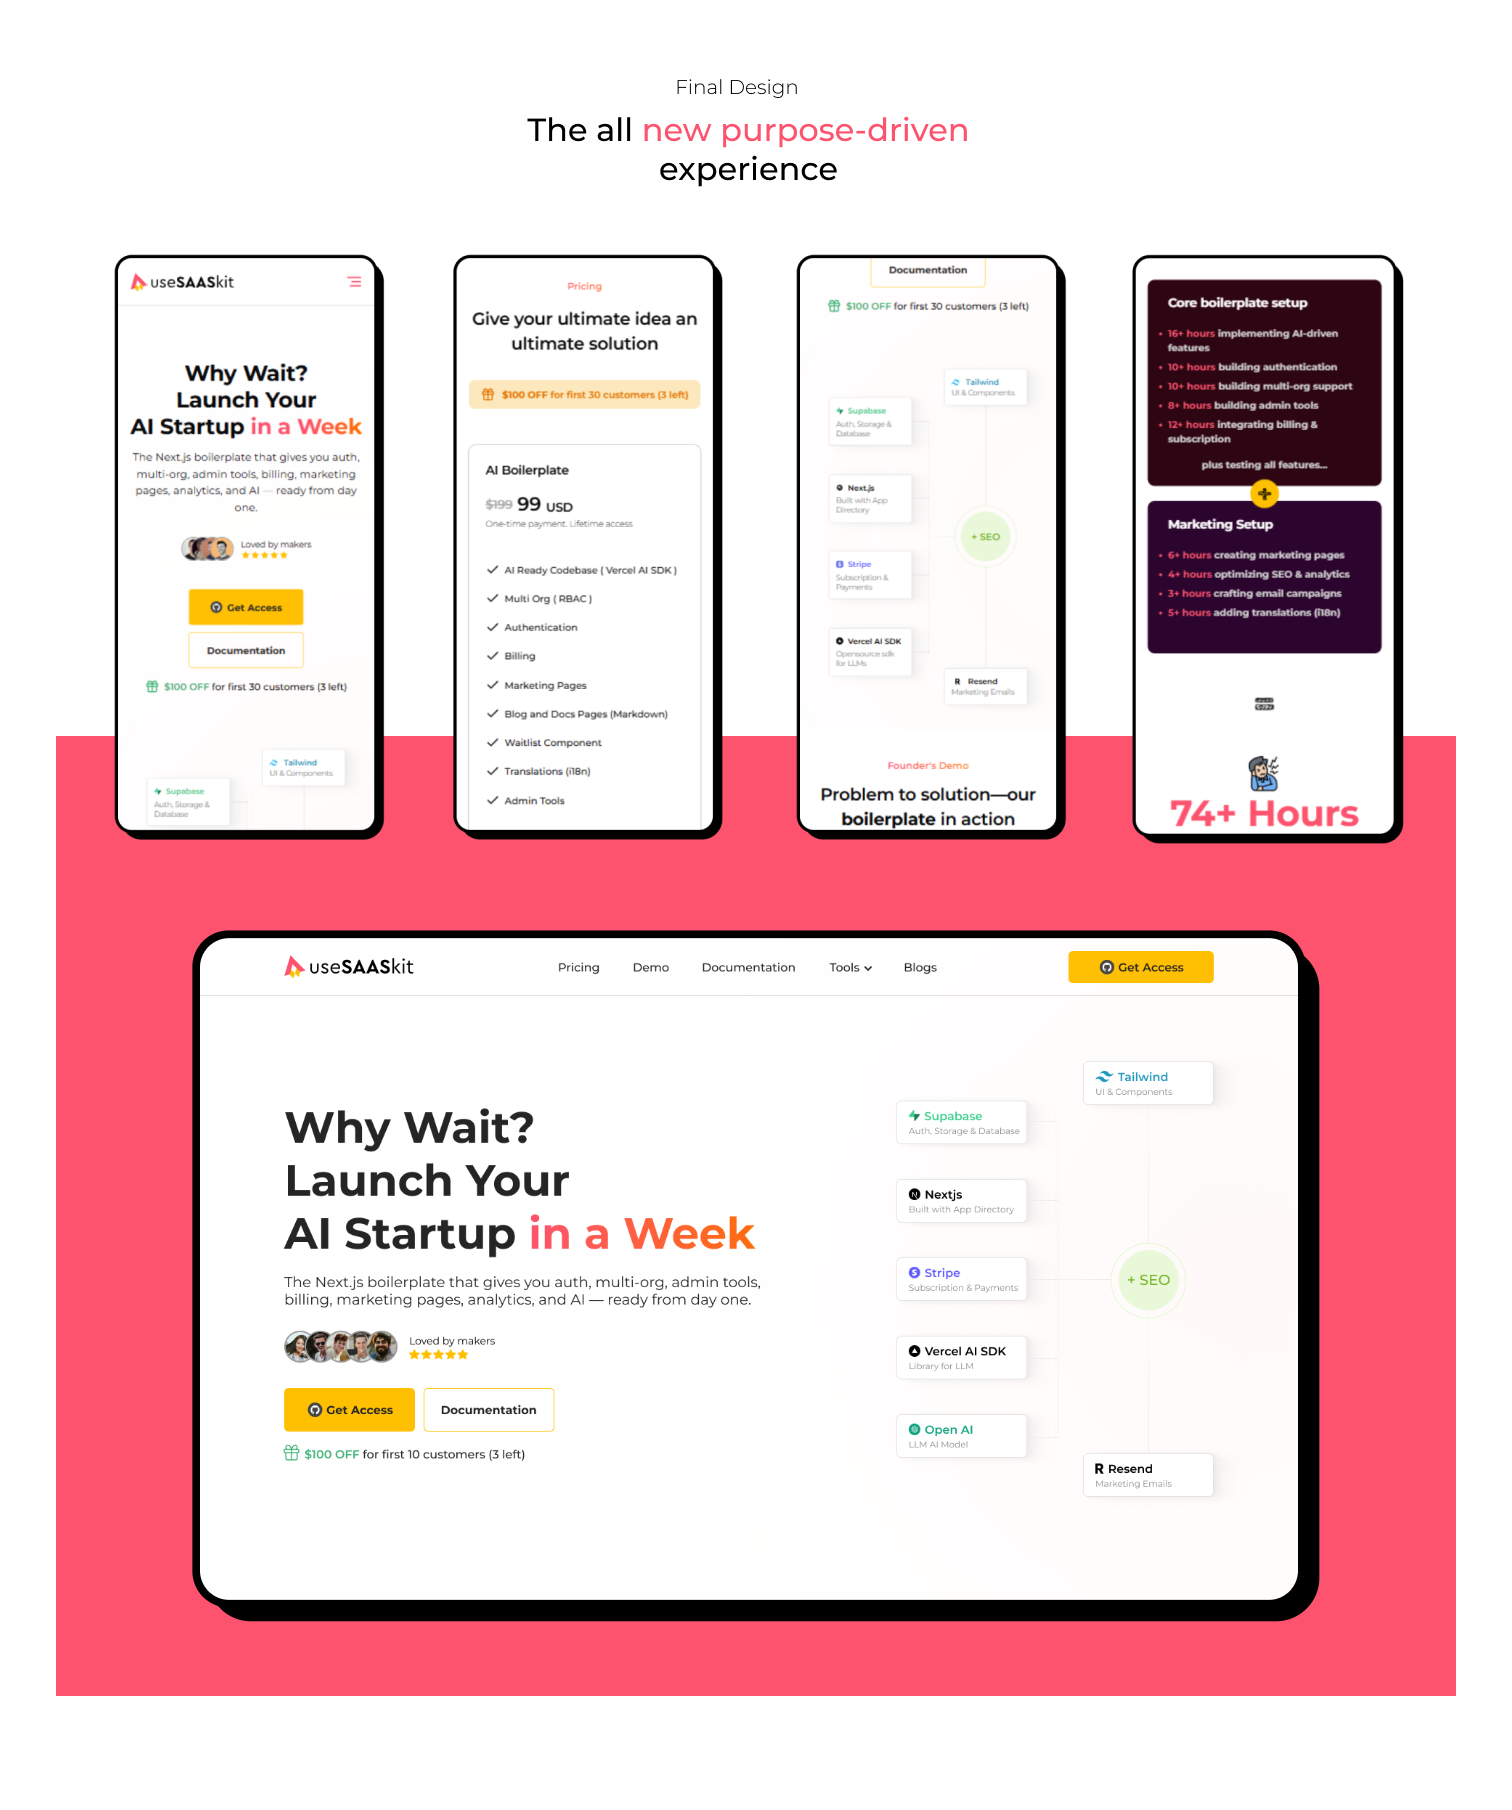 Final Design
The all new purpose-driven
experience
useSAASkit
Why Wait?
Launch Your
AI Startup in a Week
The Next.js boilerplate that gives you auth,
multi-org, admin tools, billing, marketing
pages, analytics, and AI — ready from day
one.
Loved by makers
Get Access
Documentation
$100 OFF for first 30 customers (3 left)
Tailwind
UI & Components
Supabase
Auth, Storage &
Database
Pricing
Give your ultimate idea an
ultimate solution
$100 OFF for first 30 customers (3 left)
AI Boilerplate
$199 99 USD
One-time payment. Lifetime access
AI Ready Codebase ( Vercel AI SDK )
Multi Org ( RBAC )
Authentication
Billing
Marketing Pages
Blog and Docs Pages (Markdown)
Waitlist Component
Translations (i18n)
Admin Tools
Documentation
$100 OFF for first 30 customers (3 left)
Tailwind
UI & Components
Supabase
Auth, Storage &
Database
Next.js
Built with App
Directory
+ SEO
Stripe
Subscription &
Payments
Vercel AI SDK
Opensource sdk
for LLMs
Resend
Marketing Emails
Founder's Demo
Problem to solution—our
boilerplate in action
Core boilerplate setup
• 16+ hours implementing AI-driven
features
• 10+ hours building authentication
• 10+ hours building multi-org support
• 8+ hours building admin tools
• 12+ hours integrating billing &
subscription
plus testing all features...
Marketing Setup
• 6+ hours creating marketing pages
• 4+ hours optimizing SEO & analytics
• 3+ hours crafting email campaigns
• 5+ hours adding translations (i18n)
74+ Hours
useSAASkit
Pricing
Demo
Documentation
Tools
Blogs
Get Access
Why Wait?
Launch Your
AI Startup in a Week
The Next.js boilerplate that gives you auth, multi-org, admin tools,
billing, marketing pages, analytics, and AI — ready from day one.
Loved by makers
Get Access
Documentation
$100 OFF for first 10 customers (3 left)
Tailwind
UI & Components
Supabase
Auth, Storage & Database
Nextjs
Built with App Directory
Stripe
Subscription & Payments
+ SEO
Vercel AI SDK
Library for LLM
Open AI
LLM AI Model
Resend
Marketing Emails